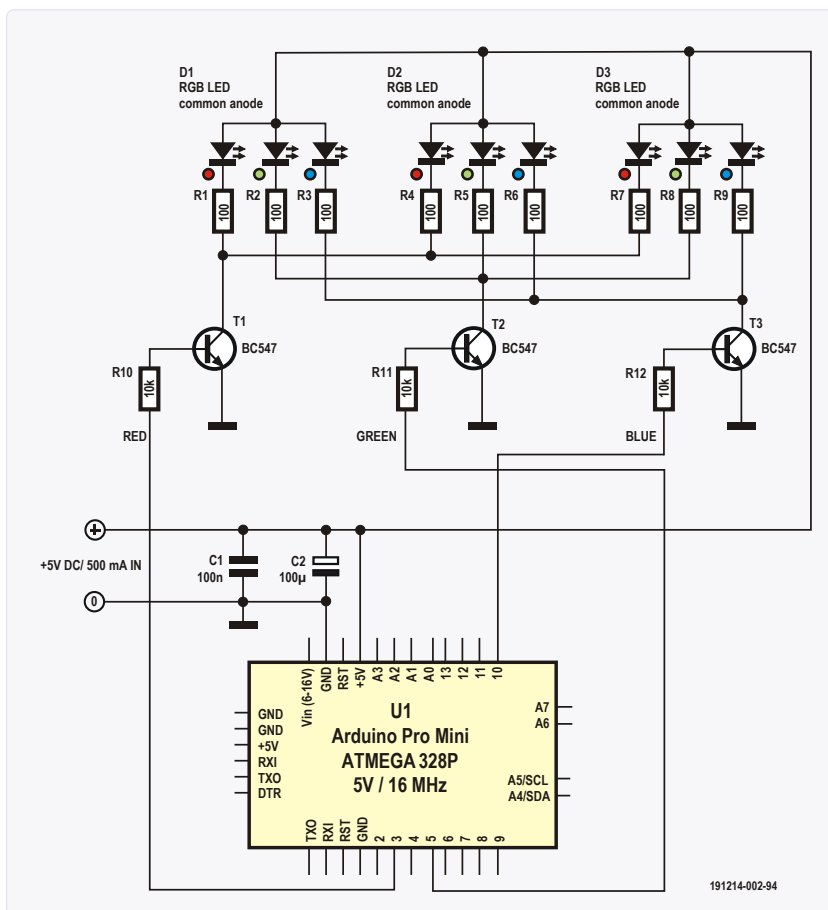 D1
RGB LED
common anode
D2
RGB LED
common anode
D3
RGB LED
common anode
R1
100
R2
100
R3
100
R4
100
R5
100
R6
100
R7
100
R8
100
R9
100
T1
BC547
T2
BC547
T3
BC547
R10
10k
R11
10k
R12
10k
RED
GREEN
BLUE
+
+5V DC/ 500 mA IN
0
C1
100n
C2
100µ
Vin (6-16V)
GND
RST
+5V
A3
A2
A1
A0
13
12
11
10
GND
GND
+5V
RXI
TXO
DTR
U1
Arduino Pro Mini
ATMEGA 328P
5V / 16 MHz
A7
A6
A5/SCL
A4/SDA
TXO
RXI
RST
GND
2
3
4
5
6
7
8
9
191214-002-94